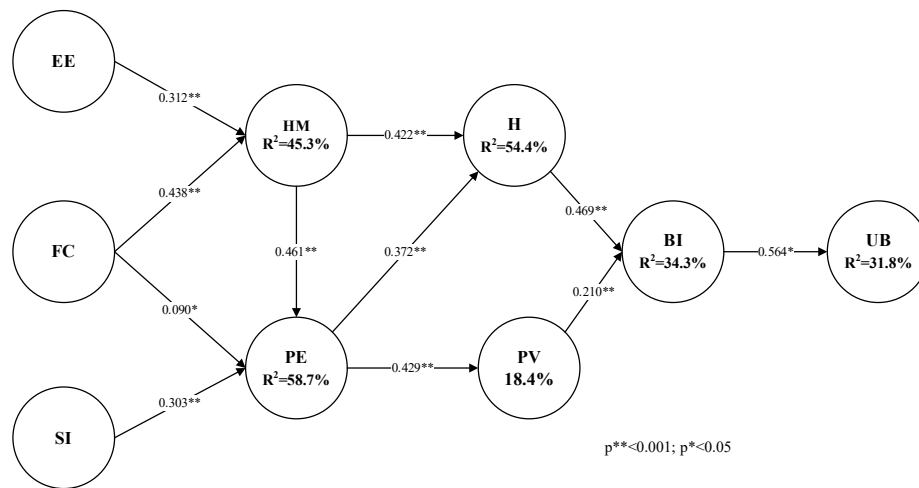 EE
0.312**
HM
R²=45.3%
0.422**
H
R²=54.4%
0.438**
0.469**
FC
0.461**
0.372**
BI
R²=34.3%
0.564*
UB
R²=31.8%
0.090*
0.210**
PE
R²=58.7%
0.429**
PV
18.4%
0.303**
SI
p**<0.001; p*<0.05